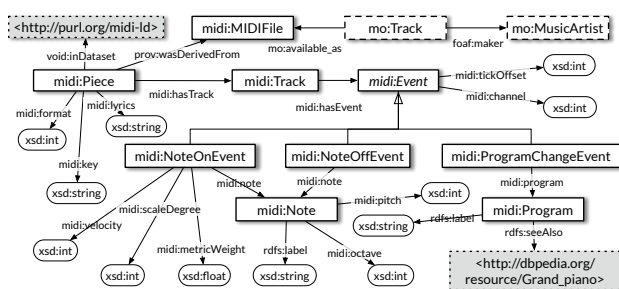 <http://purl.org/midi-ld>
midi:MIDIFile
mo:Track
mo:MusicArtist
mo:available_as
foaf:maker
void:inDataset
prov:wasDerivedFrom
midi:Piece
midi:Track
midi:Event
midi:tickOffset
xsd:int
midi:hasTrack
midi:hasEvent
midi:channel
xsd:int
midi:format
midi:lyrics
xsd:int
xsd:string
midi:key
xsd:string
midi:NoteOnEvent
midi:NoteOffEvent
midi:ProgramChangeEvent
midi:note
midi:note
midi:program
midi:velocity
midi:scaleDegree
midi:Note
midi:pitch
xsd:int
xsd:string
rdfs:label
midi:Program
midi:metricWeight
rdfs:label
midi:octave
rdfs:seeAlso
xsd:int
xsd:int
xsd:float
xsd:string
xsd:int
<http://dbpedia.org/
resource/Grand_piano>